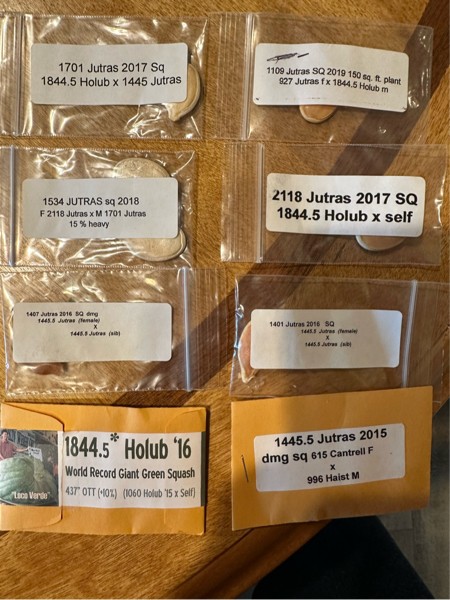 1701 Jutras 2017 Sq
1844.5 Holub x 1445 Jutras
1109 Jutras SQ 2019 150 sq. ft. plant
927 Jutras f x 1844.5 Holub m
1534 JUTRAS sq 2018
F 2118 Jutras x M 1701 Jutras
15 % heavy
2118 Jutras 2017 SQ
1844.5 Holub x self
1407 Jutras 2016 SQ dmg
1445.5 Jutras (female)
X
1445.5 Jutras (sib)
1401 Jutras 2016 SQ
1445.5 Jutras (female)
X
1445.5 Jutras (sib)
1844.5* Holub '16
World Record Giant Green Squash
437" OTT (+10%) (1060 Holub '15 x Self)
"Loco Verde"
1445.5 Jutras 2015
dmg sq 615 Cantrell F
x
996 Haist M